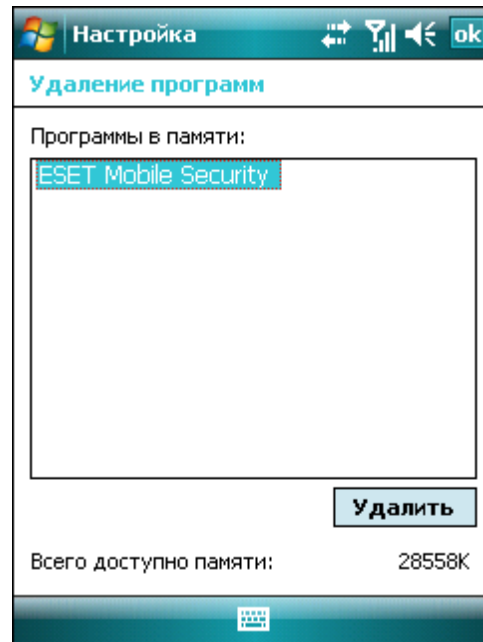 Настройка
ok
Удаление программ
Программы в памяти:
ESET Mobile Security
Удалить
Всего доступно памяти: 28558K